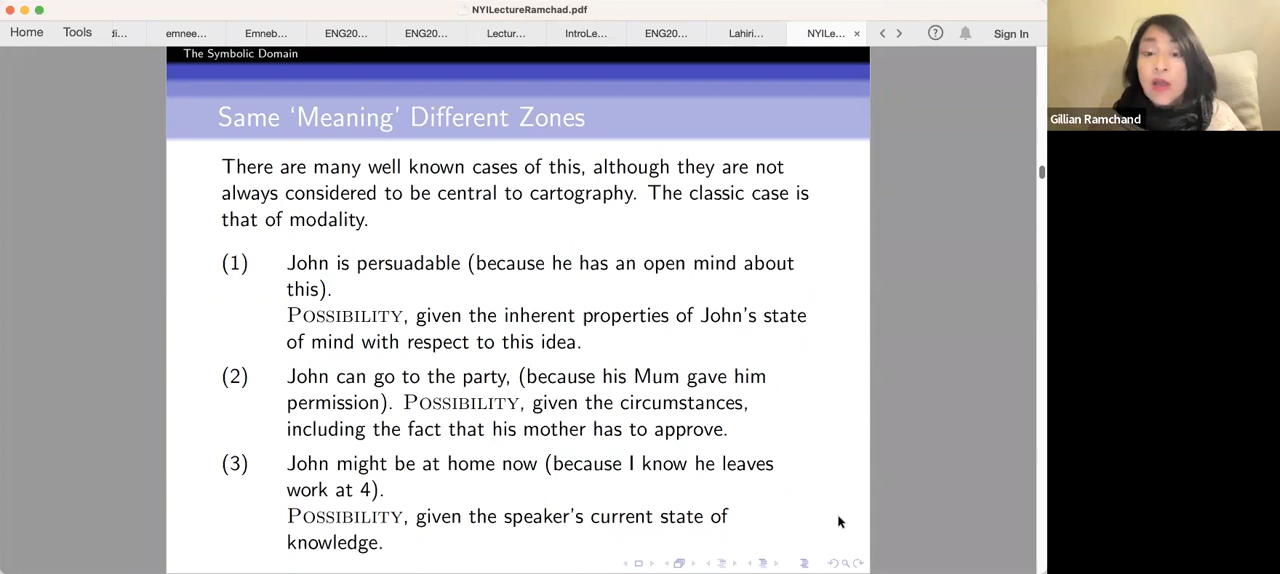 NYILectureRamchad.pdf
Home Tools di... emnee... Emneb... ENG20... ENG20... Lectur... IntroLe... ENG20... Lahiri... NYILe... × Sign In
The Symbolic Domain
Same ‘Meaning’ Different Zones
There are many well known cases of this, although they are not
always considered to be central to cartography. The classic case is
that of modality.
(1) John is persuadable (because he has an open mind about
this).
POSSIBILITY, given the inherent properties of John's state
of mind with respect to this idea.
(2) John can go to the party, (because his Mum gave him
permission). POSSIBILITY, given the circumstances,
including the fact that his mother has to approve.
(3) John might be at home now (because I know he leaves
work at 4).
POSSIBILITY, given the speaker's current state of
knowledge.
Gillian Ramchand